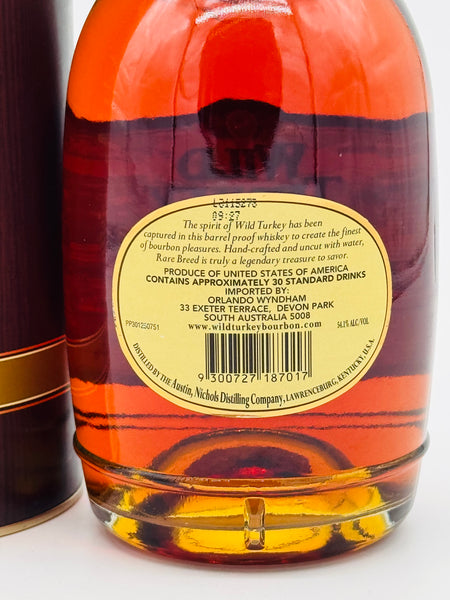 09:27
The spirit of Wild Turkey has been
captured in this barrel proof whiskey to create the finest
of bourbon pleasures. Hand-crafted and uncut with water,
Rare Breed is truly a legendary treasure to savor.
PRODUCE OF UNITED STATES OF AMERICA
CONTAINS APPROXIMATELY 30 STANDARD DRINKS
IMPORTED BY:
ORLANDO WYNDHAM
33 EXETER TERRACE, DEVON PARK
SOUTH AUSTRALIA 5008
PP301250751 www.wildturkeybourbon.com 54.1% ALC/VOL
9 300727 187017
DISTILLED BY THE Austin, Nichols Distilling Company, LAWRENCEBURG, KENTUCKY, U.S.A.